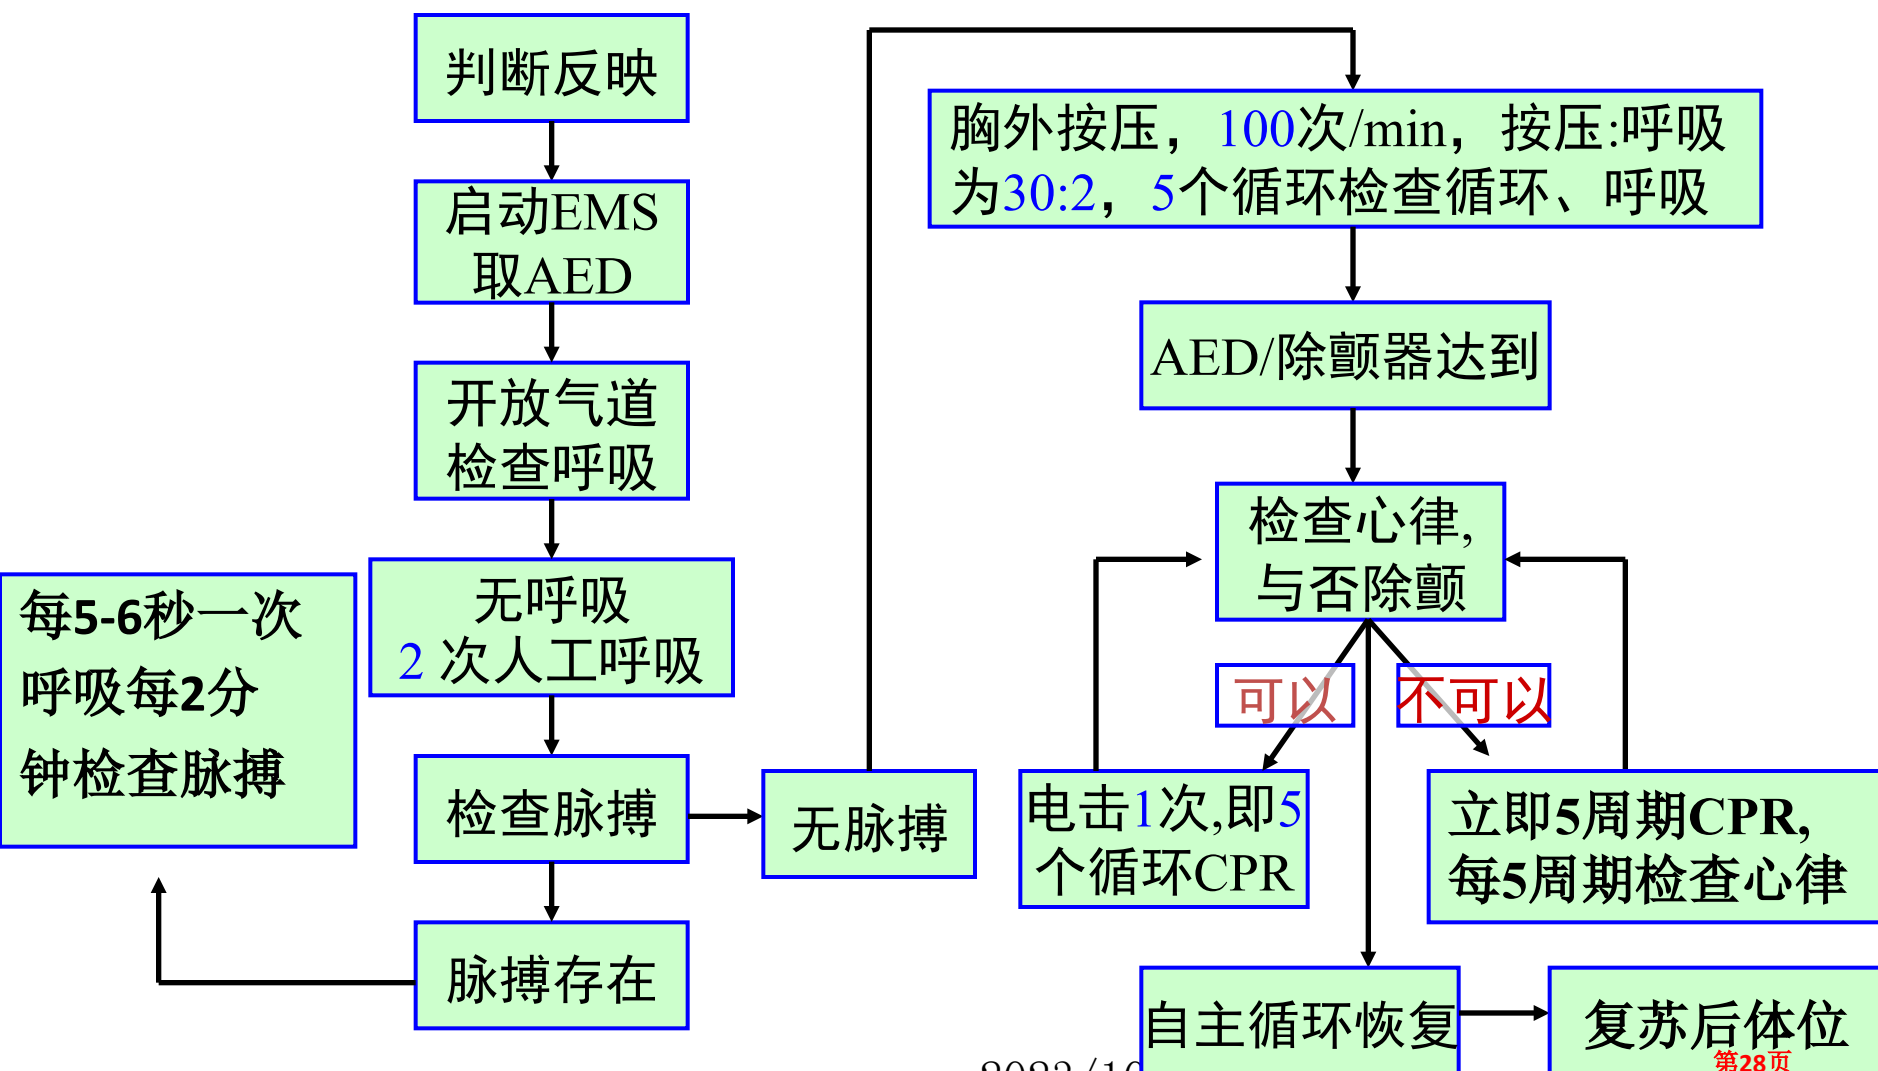 判断反映
启动EMS
取AED
开放气道
检查呼吸
无呼吸
2 次人工呼吸
每5-6秒一次
呼吸每2分
钟检查脉搏
检查脉搏
无脉搏
脉搏存在
胸外按压，100次/min，按压:呼吸
为30:2，5个循环检查循环、呼吸
AED/除颤器达到
检查心律,
与否除颤
可以
不可以
电击1次,即5
个循环CPR
立即5周期CPR,
每5周期检查心律
自主循环恢复
复苏后体位
第28页